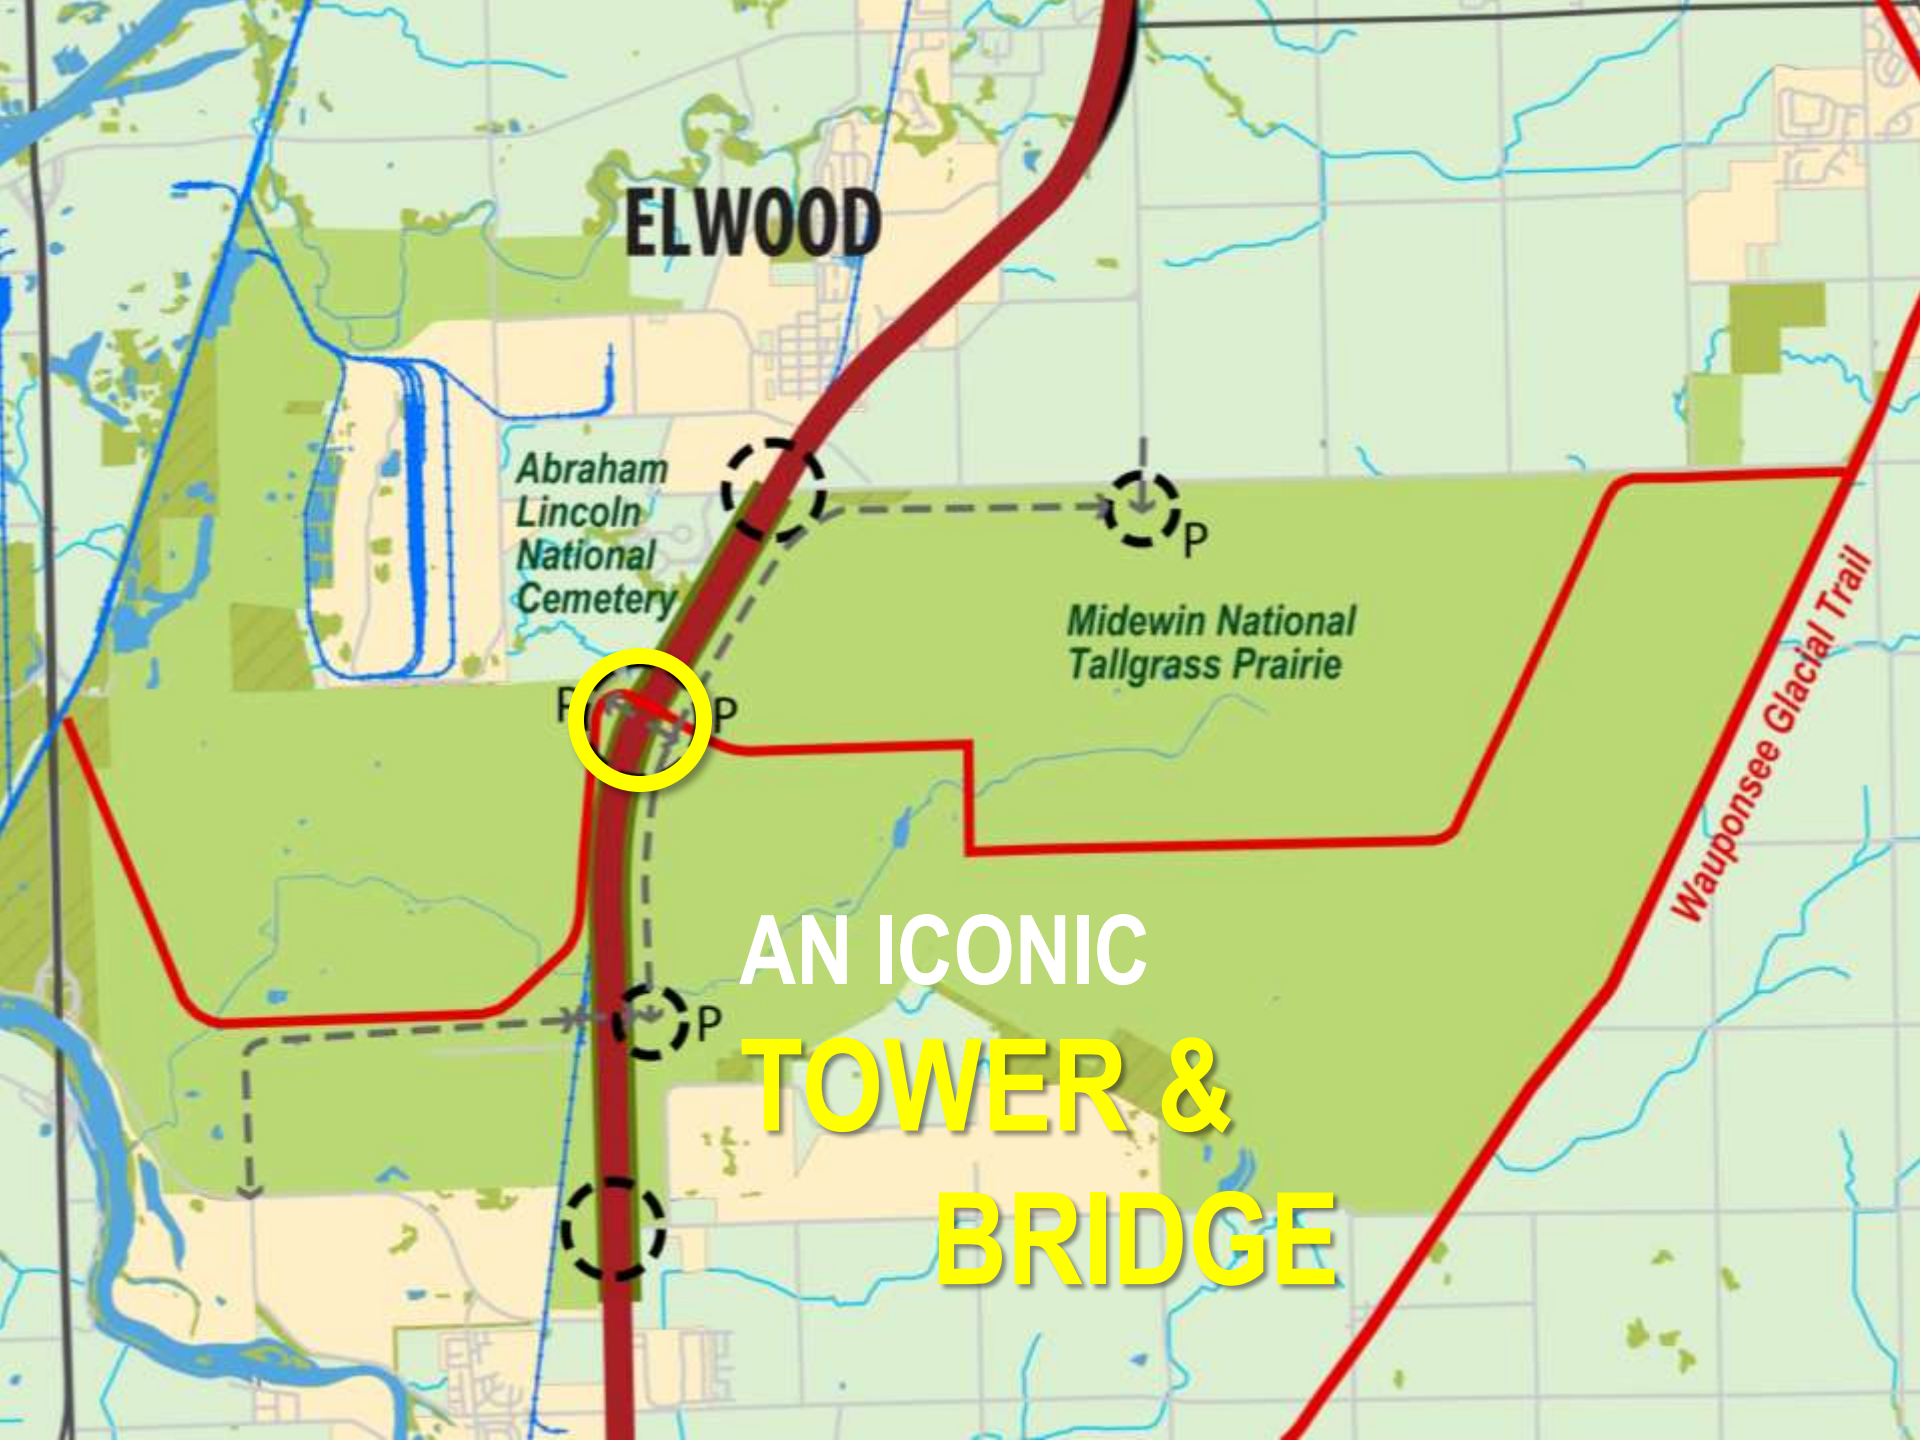 ELWOOD
Abraham
Lincoln
National
Cemetery
P
Midewin National
Tallgrass Prairie
P
P
Wauponsee Glacial Trail
AN ICONIC
P
TOWER &
BRIDGE